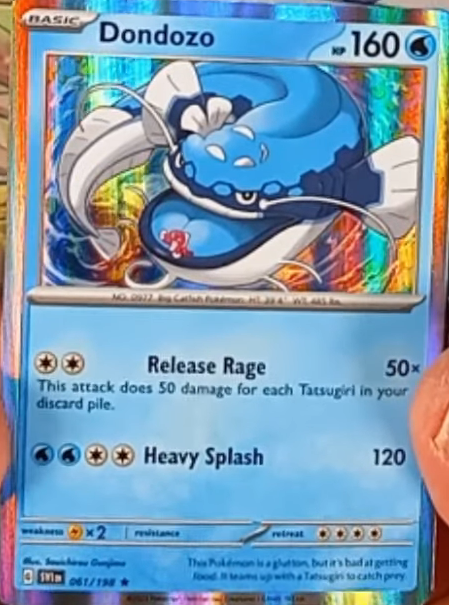 BASIC
Dondozo
HP 160
NO. 0977 Big Catfish Pokémon HT: 39'4" WT: 485 lbs.
Release Rage 50×
This attack does 50 damage for each Tatsugiri in your
discard pile.
Heavy Splash 120
weakness ×2 resistance retreat
Illus. Souichirou Gunjima
G SVI EN 061/198 ★
This Pokémon is a glutton, but it's bad at getting
food. It teams up with a Tatsugiri to catch prey.